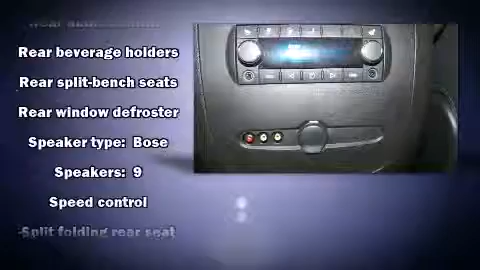 Rear beverage holders
Rear split-bench seats
Rear window defroster
Speaker type: Bose
Speakers: 9
Speed control
Split folding rear seat